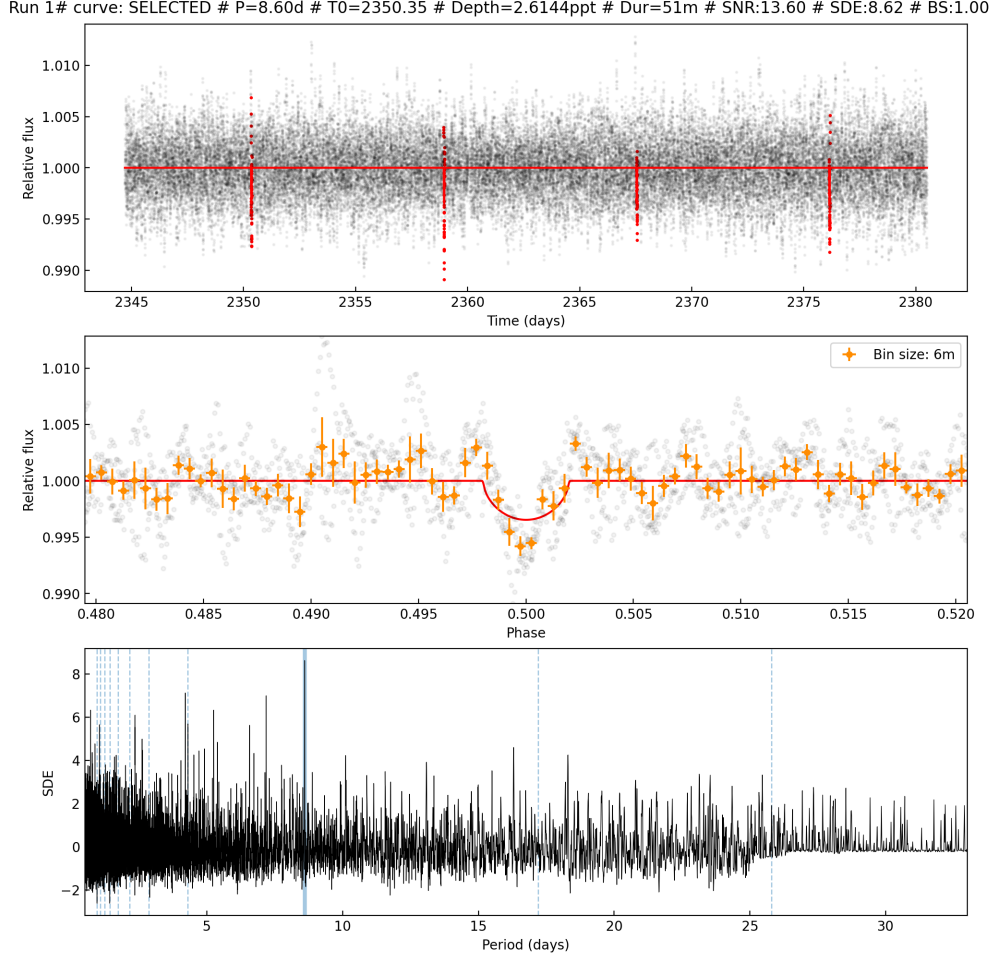 Run 1# curve: SELECTED # P=8.60d # T0=2350.35 # Depth=2.6144ppt # Dur=51m # SNR:13.60 # SDE:8.62 # BS:1.00
1.010
1.005
1.000
0.995
0.990
Relative flux
2345 2350 2355 2360 2365 2370 2375 2380
Time (days)
Bin size: 6m
1.010
1.005
1.000
0.995
0.990
Relative flux
0.480 0.485 0.490 0.495 0.500 0.505 0.510 0.515 0.520
Phase
8
6
4
2
0
−2
SDE
5 10 15 20 25 30
Period (days)